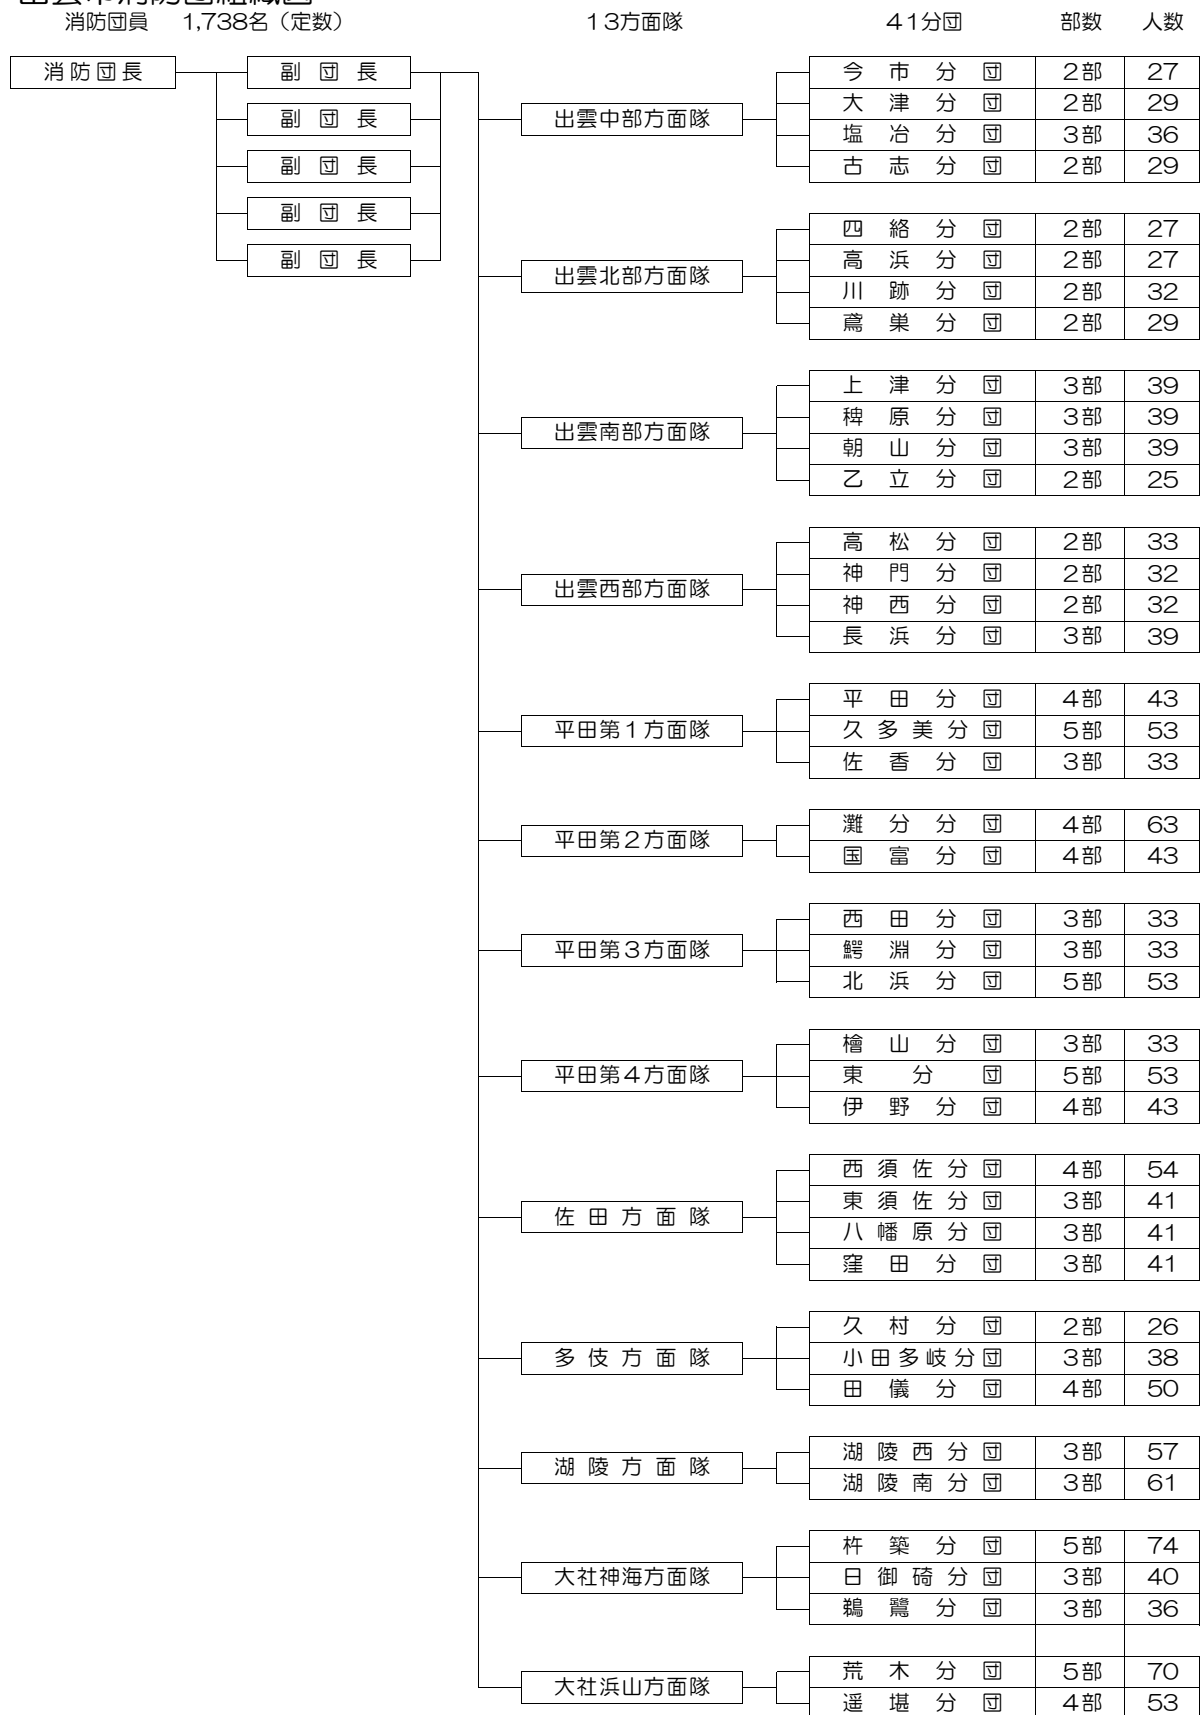 出雲市消防団組織図
消防団員 1,738名（定数） 13方面隊 41分団 部数 人数
消防団長
副団長
副団長
副団長
副団長
副団長
出雲中部方面隊
今市分団 2部 27
大津分団 2部 29
塩冶分団 3部 36
古志分団 2部 29
出雲北部方面隊
四絡分団 2部 27
高浜分団 2部 27
川跡分団 2部 32
鳶巣分団 2部 29
出雲南部方面隊
上津分団 3部 39
稗原分団 3部 39
朝山分団 3部 39
乙立分団 2部 25
出雲西部方面隊
高松分団 2部 33
神門分団 2部 32
神西分団 2部 32
長浜分団 3部 39
平田第1方面隊
平田分団 4部 43
久多美分団 5部 53
佐香分団 3部 33
平田第2方面隊
灘分分団 4部 63
国富分団 4部 43
平田第3方面隊
西田分団 3部 33
鰐淵分団 3部 33
北浜分団 5部 53
平田第4方面隊
檜山分団 3部 33
東分団 5部 53
伊野分団 4部 43
佐田方面隊
西須佐分団 4部 54
東須佐分団 3部 41
八幡原分団 3部 41
窪田分団 3部 41
多伎方面隊
久村分団 2部 26
小田多岐分団 3部 38
田儀分団 4部 50
湖陵方面隊
湖陵西分団 3部 57
湖陵南分団 3部 61
大社神海方面隊
杵築分団 5部 74
日御碕分団 3部 40
鵜鷺分団 3部 36
大社浜山方面隊
荒木分団 5部 70
遥堪分団 4部 53